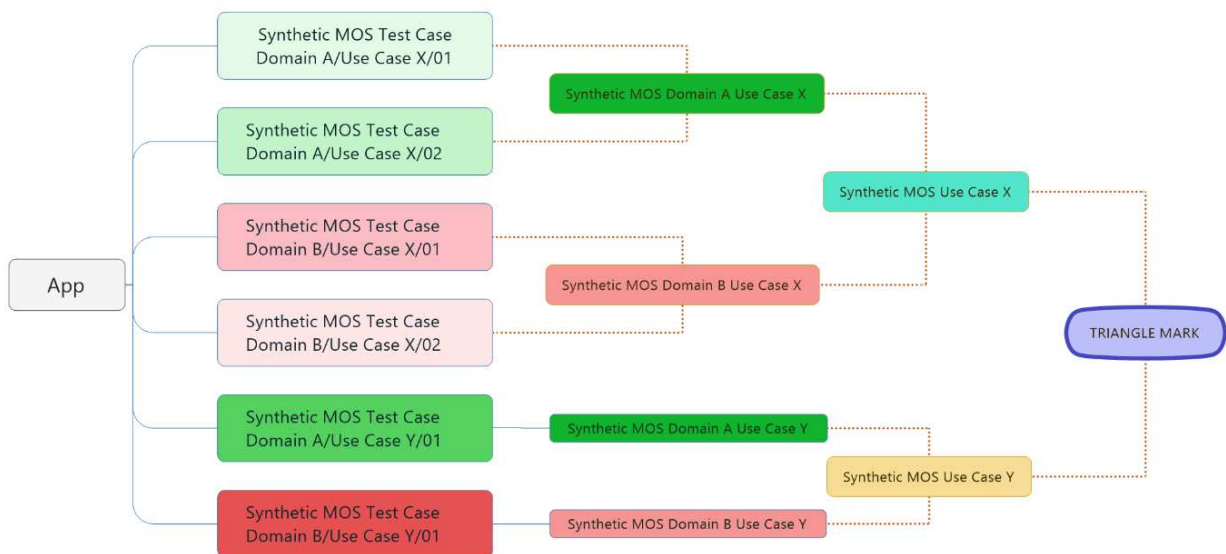 App
Synthetic MOS Test Case
Domain A/Use Case X/01
Synthetic MOS Test Case
Domain A/Use Case X/02
Synthetic MOS Test Case
Domain B/Use Case X/01
Synthetic MOS Test Case
Domain B/Use Case X/02
Synthetic MOS Test Case
Domain A/Use Case Y/01
Synthetic MOS Test Case
Domain B/Use Case Y/01
Synthetic MOS Domain A Use Case X
Synthetic MOS Domain B Use Case X
Synthetic MOS Domain A Use Case Y
Synthetic MOS Domain B Use Case Y
Synthetic MOS Use Case X
Synthetic MOS Use Case Y
TRIANGLE MARK